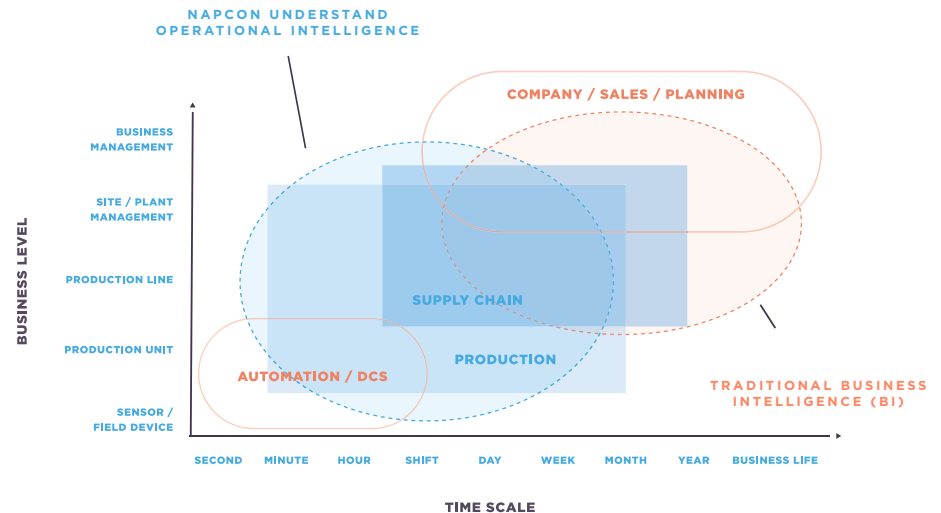 NAPCON UNDERSTAND
OPERATIONAL INTELLIGENCE
COMPANY / SALES / PLANNING
BUSINESS
MANAGEMENT
SITE / PLANT
MANAGEMENT
BUSINESS LEVEL
PRODUCTION LINE
SUPPLY CHAIN
PRODUCTION UNIT
PRODUCTION
AUTOMATION / DCS
TRADITIONAL BUSINESS
INTELLIGENCE (BI)
SENSOR /
FIELD DEVICE
SECOND MINUTE HOUR SHIFT DAY WEEK MONTH YEAR BUSINESS LIFE
TIME SCALE